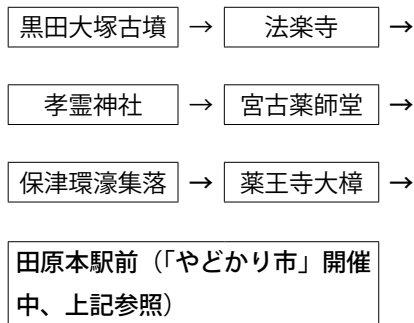 黒田大塚古墳 → 法楽寺 →
孝霊神社 → 宮古薬師堂 →
保津環濠集落 → 薬王寺大樟 →
田原本駅前（「やどかり市」開催
中、上記参照）